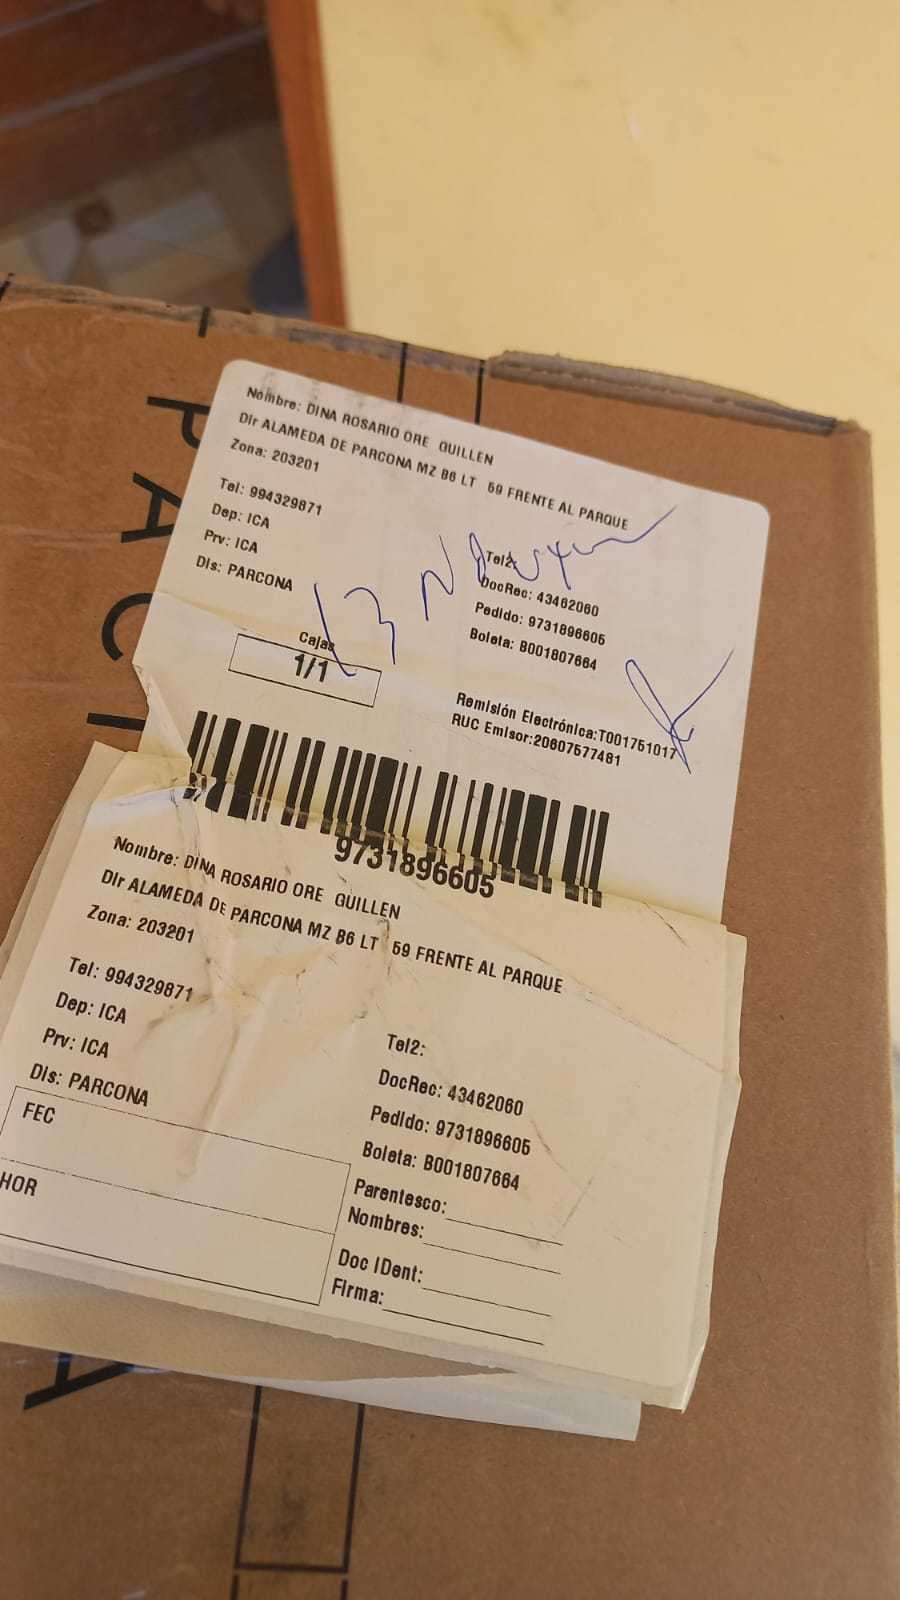 PACI
Nombre: DINA ROSARIO ORE GUILLEN
Dir ALAMEDA DE PARCONA MZ B6 LT 59 FRENTE AL PARQUE
Zona: 203201
Tel: 994329871
Dep: ICA
Prv: ICA
Dis: PARCONA
Tel2:
DocRec: 43462060
Pedido: 9731896605
Boleta: B001807664
13
Cajas
1/1
Remisión Electrónica:T001751017
RUC Emisor:20607577481
9731896605
Nombre: DINA ROSARIO ORE GUILLEN
Dir ALAMEDA DE PARCONA MZ B6 LT 59 FRENTE AL PARQUE
Zona: 203201
Tel: 994329871
Dep: ICA
Prv: ICA
Dis: PARCONA
Tel2:
DocRec: 43462060
Pedido: 9731896605
Boleta: B001807664
FEC
HOR
Parentesco:
Nombres:
Doc IDent:
Firma:
A